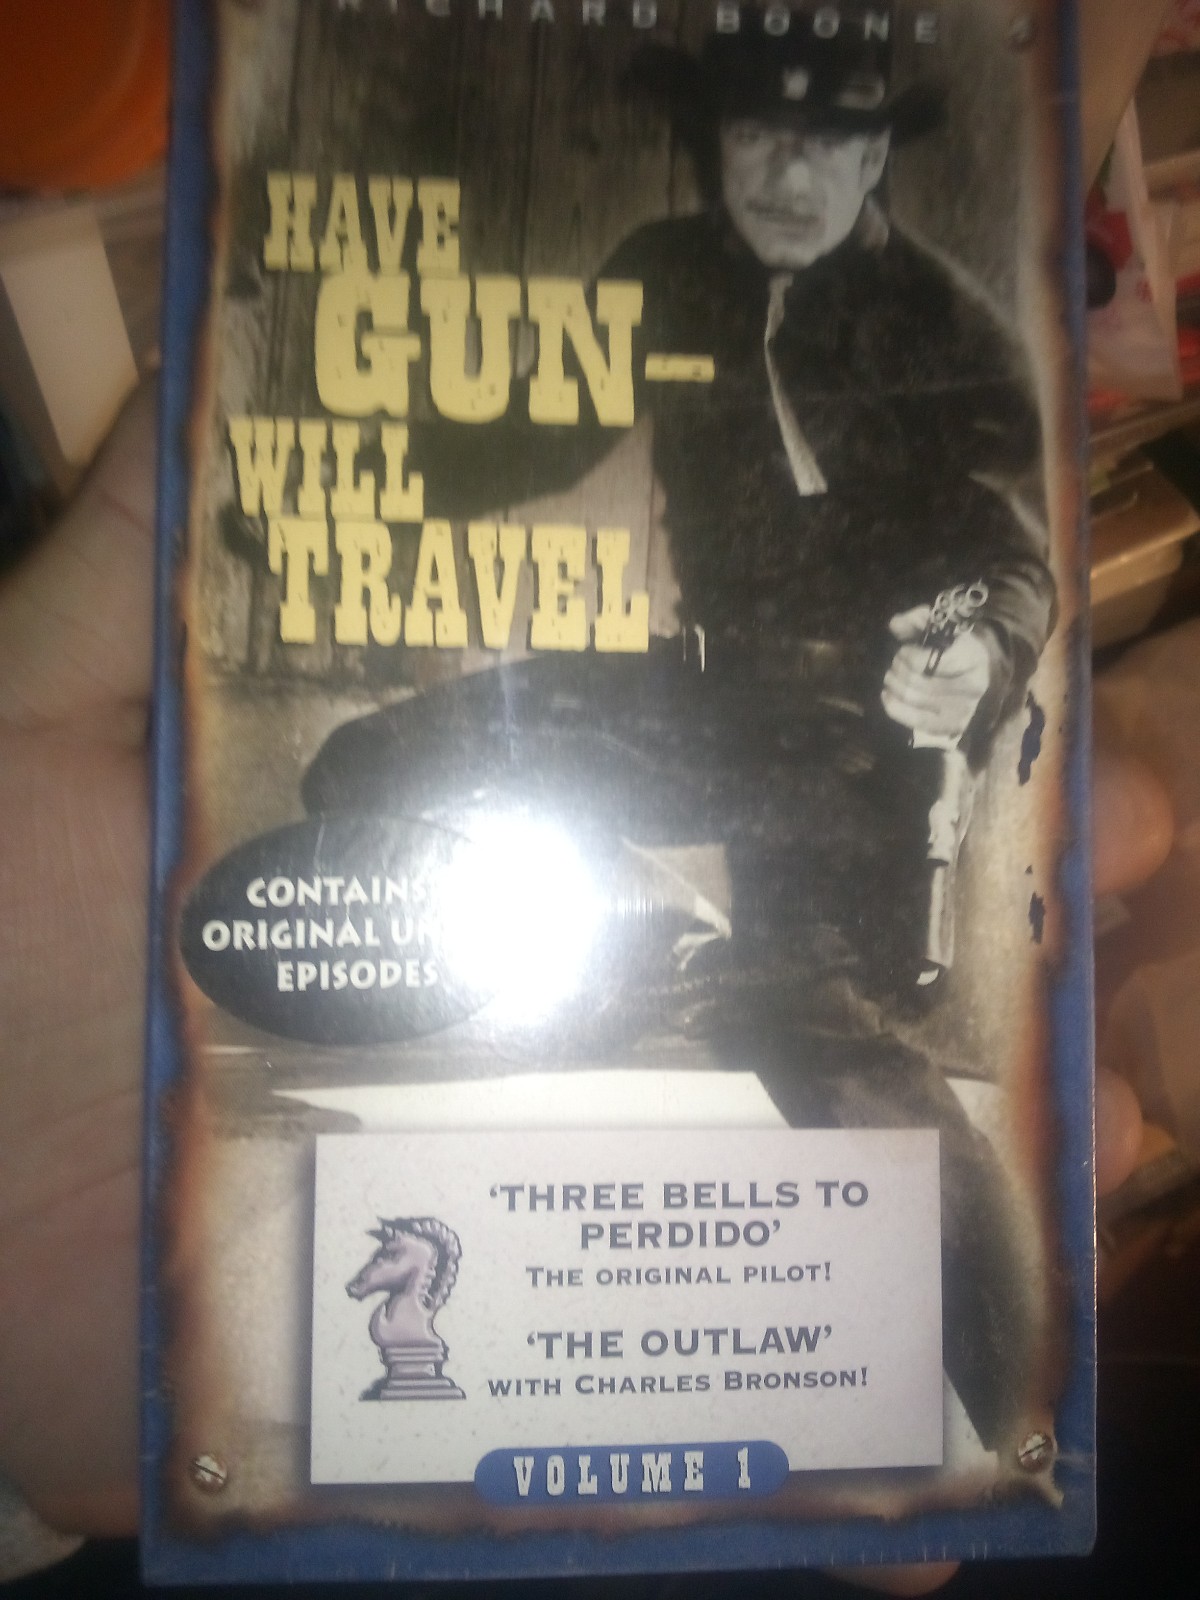 RICHARD BOONE
HAVE
GUN-
WILL
TRAVEL
CONTAINS
ORIGINAL
EPISODES
'THREE BELLS TO
PERDIDO'
THE ORIGINAL PILOT!
'THE OUTLAW'
WITH CHARLES BRONSON!
VOLUME 1